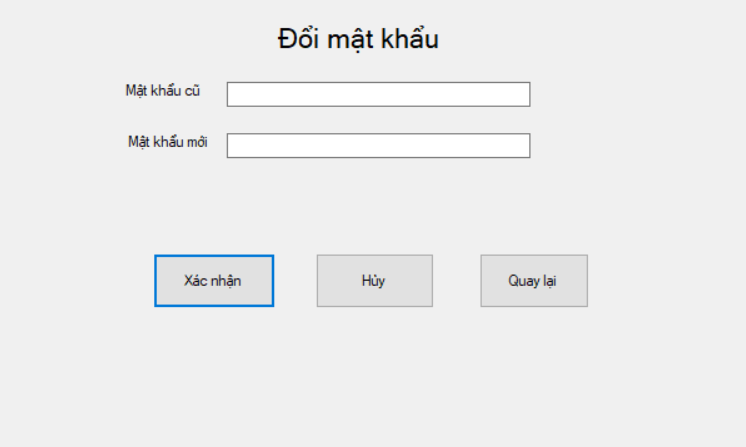 Đổi mật khẩu
Mật khẩu cũ
Mật khẩu mới
Xác nhận
Hủy
Quay lại